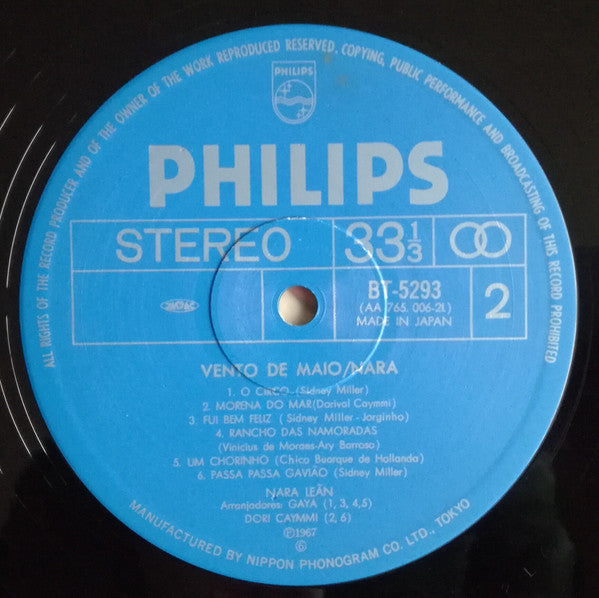 ALL RIGHTS OF THE RECORD PRODUCER AND OF THE OWNER OF THE WORK REPRODUCED RESERVED. COPYING, PUBLIC PERFORMANCE AND BROADCASTING OF THIS RECORD PROHIBITED
PHILIPS
PHILIPS
STEREO 33 1/3
BT-5293
(AA 765.006-2L)
MADE IN JAPAN
2
VENTO DE MAIO/NARA
1. O CIRCO (Sidney Miller)
2. MORENA DO MAR(Dorival Caymmi)
3. FUI BEM FELIZ ( Sidney Miller - Jorginho)
4. RANCHO DAS NAMORADAS
(Vinicius de Moraes-Ary Barroso)
5. UM CHORINHO (Chico Buarque de Hollanda)
6. PASSA PASSA GAVIÃO (Sidney Miller)
NARA LEÃN
Arranjadores: GAYA (1, 3, 4,5)
DORI CAYMMI (2, 6)
Ⓟ1967
MANUFACTURED BY NIPPON PHONOGRAM CO. LTD., TOKYO